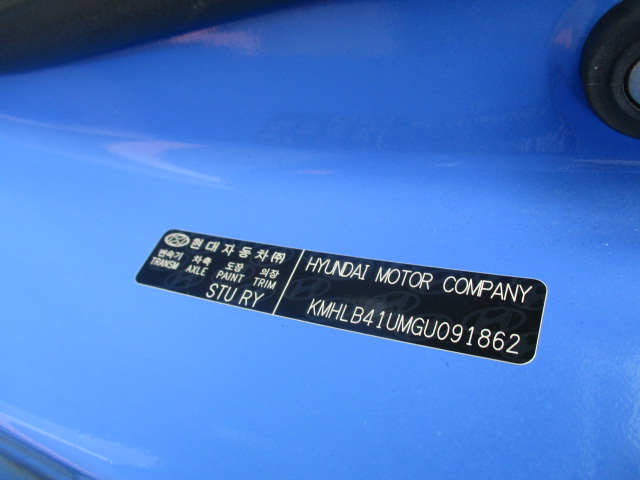 현대자동차㈜
변속기 차축 도장 의장
TRANSM AXLE PAINT TRIM
STU RY
HYUNDAI MOTOR COMPANY
KMHLB41UMGU091862